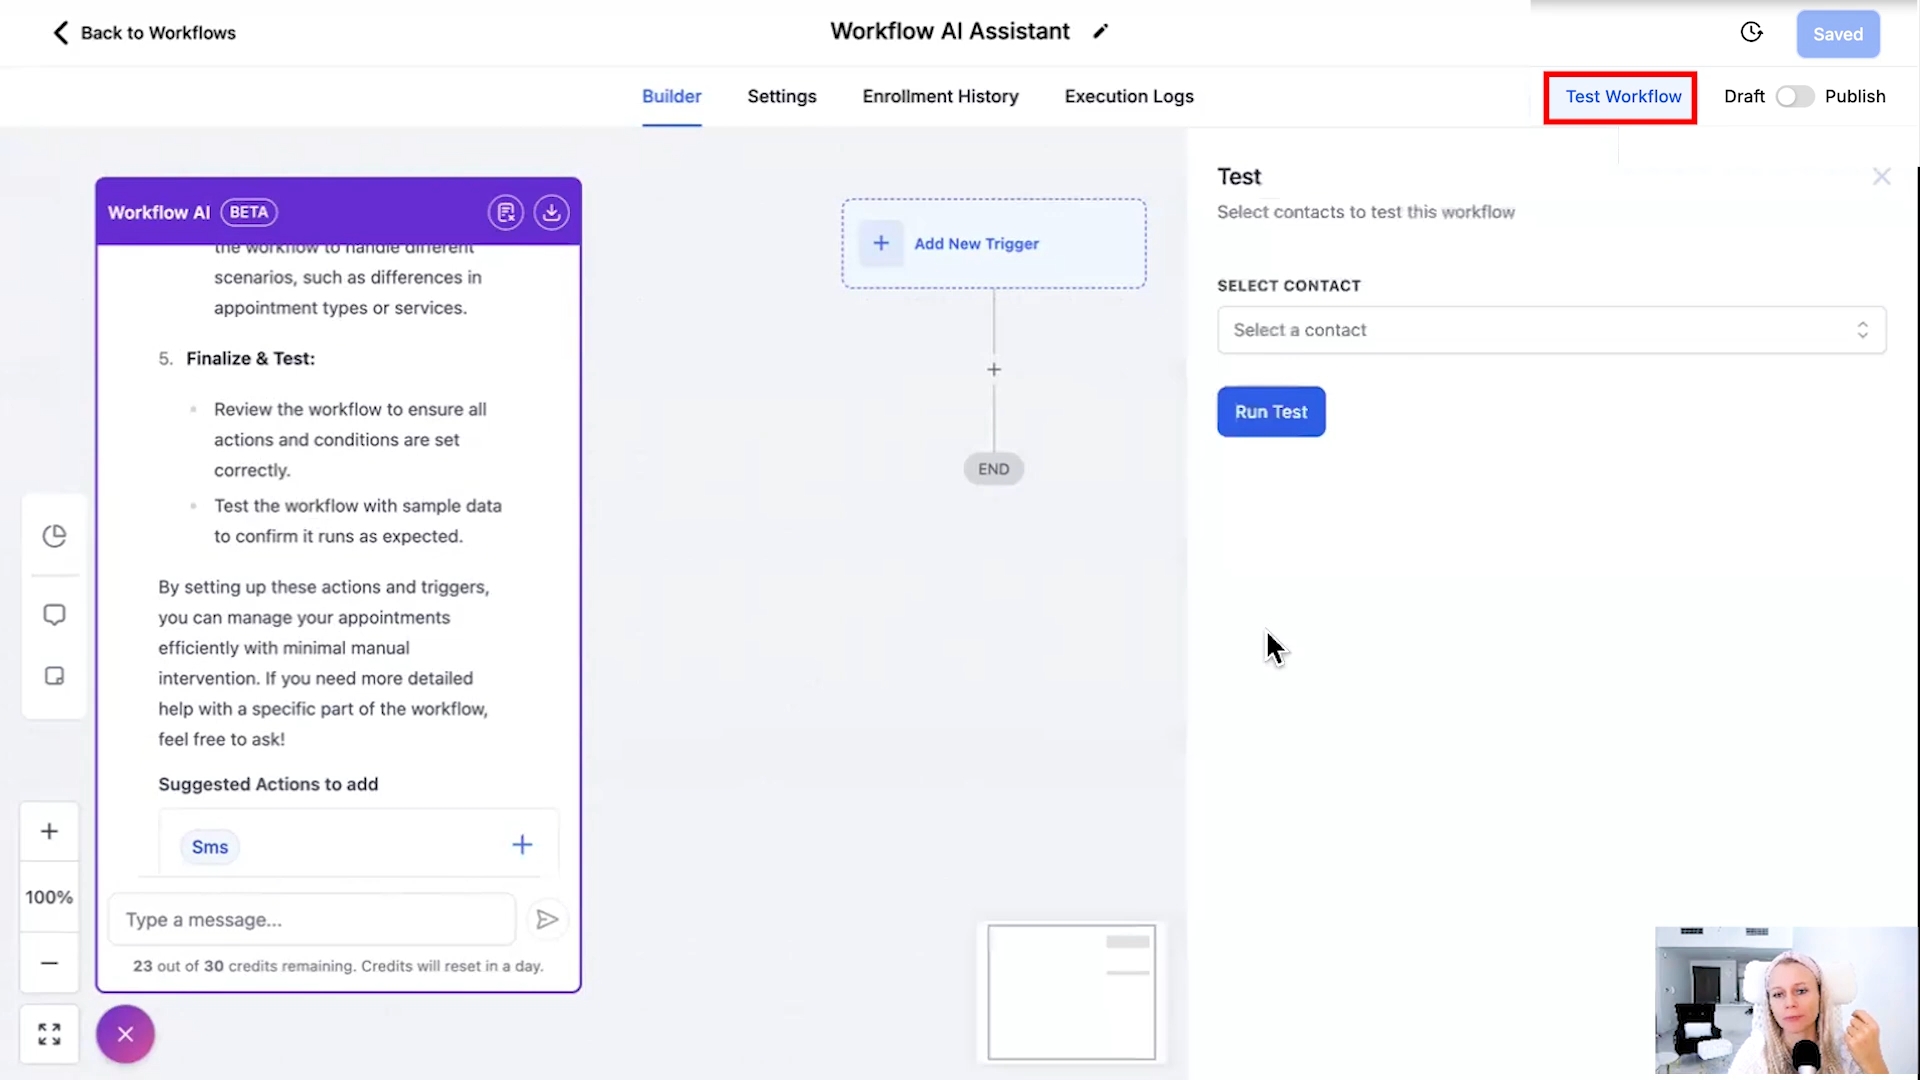 Back to Workflows
Workflow AI Assistant
Saved
Builder
Settings
Enrollment History
Execution Logs
Test Workflow
Draft
Publish
Workflow AI
BETA
the workflow to handle different
scenarios, such as differences in
appointment types or services.
5. Finalize & Test:
Review the workflow to ensure all
actions and conditions are set
correctly.
Test the workflow with sample data
to confirm it runs as expected.
By setting up these actions and triggers,
you can manage your appointments
efficiently with minimal manual
intervention. If you need more detailed
help with a specific part of the workflow,
feel free to ask!
Suggested Actions to add
Sms
Type a message...
23 out of 30 credits remaining. Credits will reset in a day.
100%
Add New Trigger
END
Test
Select contacts to test this workflow
SELECT CONTACT
Select a contact
Run Test